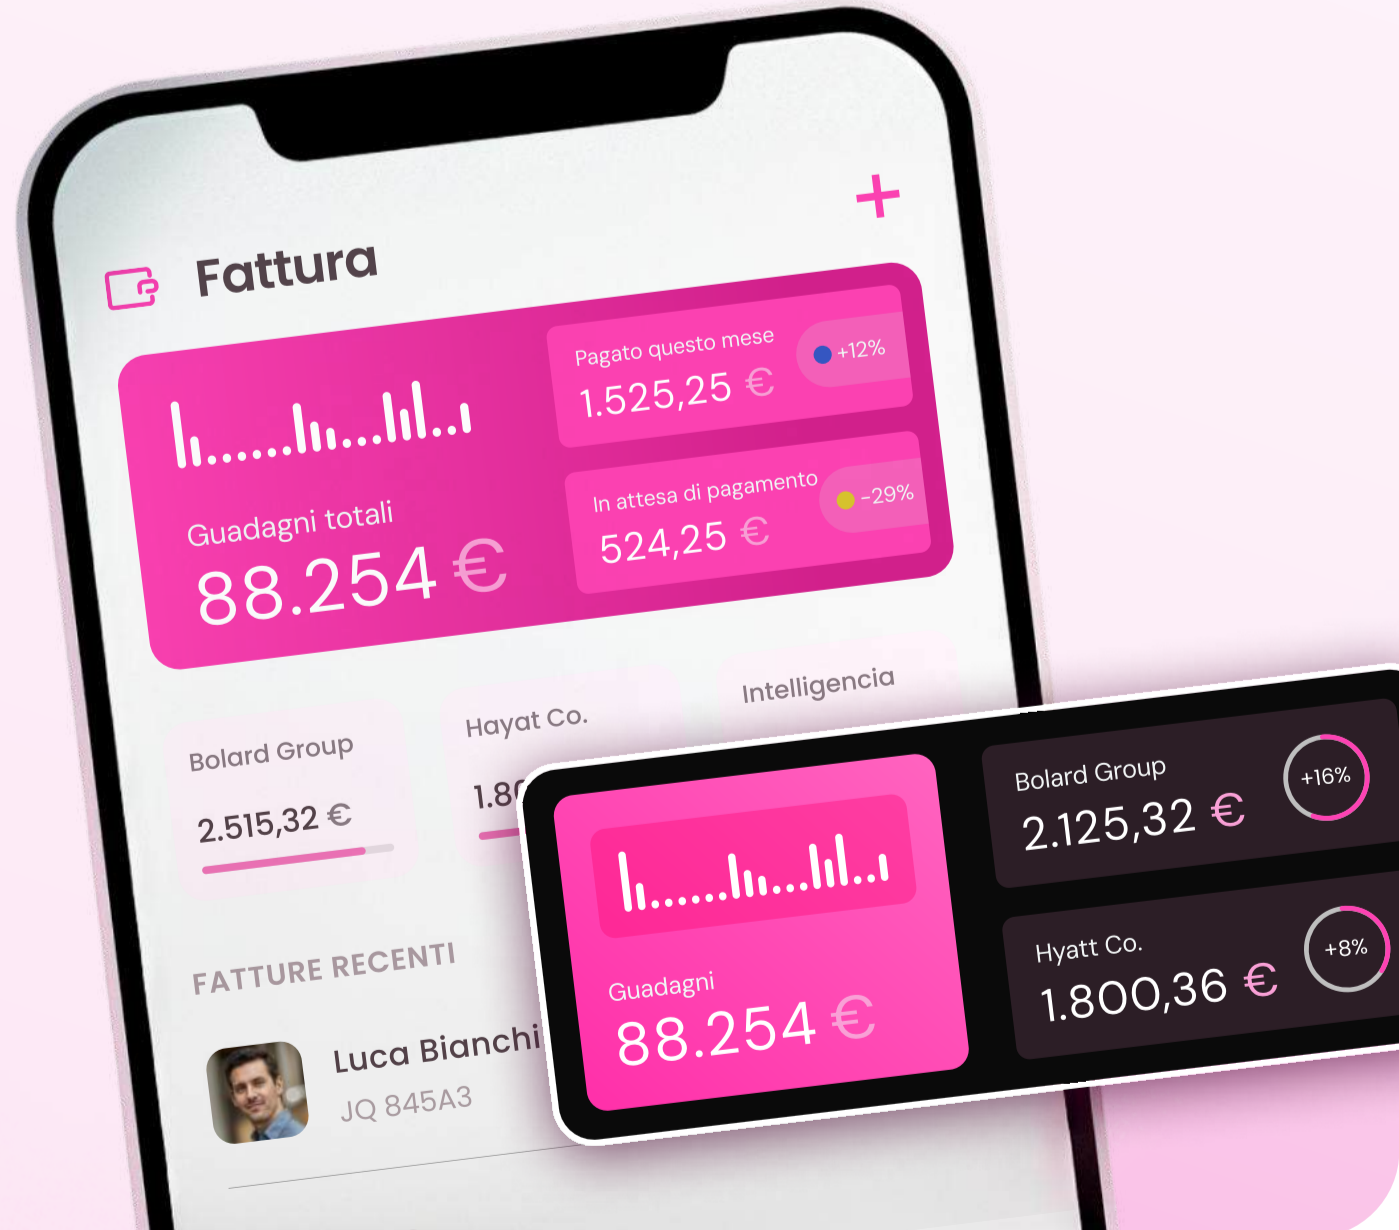 Fattura
Pagato questo mese
1.525,25 €
+12%
In attesa di pagamento
524,25 €
-29%
Guadagni totali
88.254 €
Bolard Group
2.515,32 €
Hayat Co.
Intelligencia
FATTURE RECENTI
Luca Bianchi
JQ 845A3
Guadagni
88.254 €
Bolard Group
2.125,32 €
+16%
Hyatt Co.
1.800,36 €
+8%